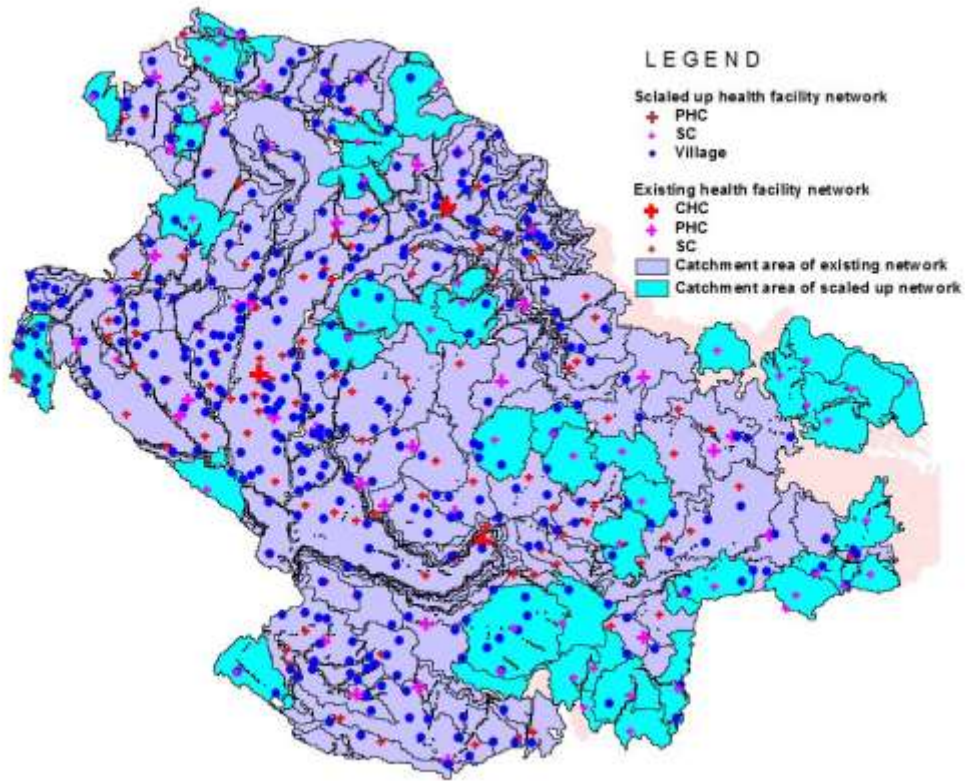 LEGEND
Scialed up health facility network
PHC
SC
Village
Existing health facility network
CHC
PHC
SC
Catchment area of existing network
Catchment area of scaled up network